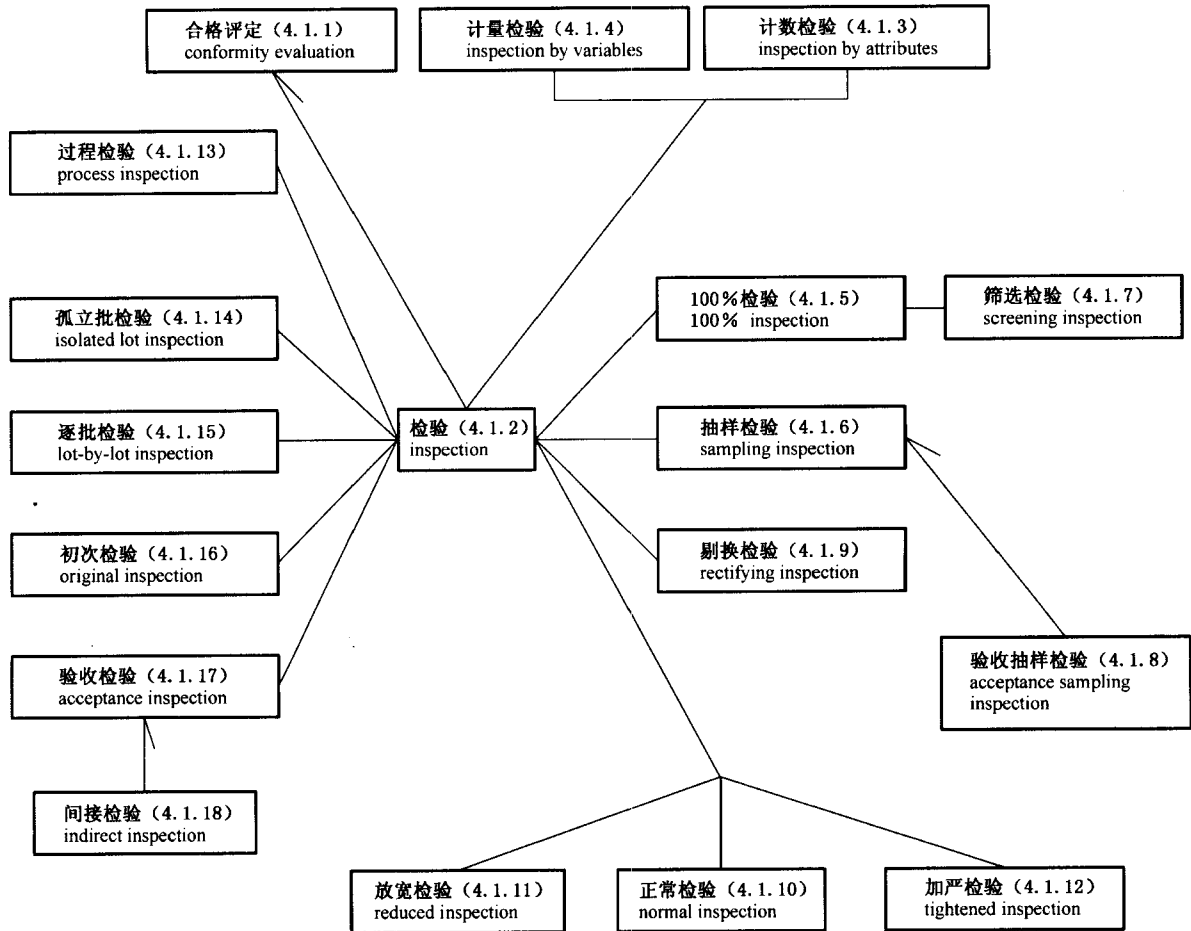 合格评定（4.1.1）
conformity evaluation
计量检验（4.1.4）
inspection by variables
计数检验（4.1.3）
inspection by attributes
过程检验（4.1.13）
process inspection
孤立批检验（4.1.14）
isolated lot inspection
100%检验（4.1.5）
100% inspection
筛选检验（4.1.7）
screening inspection
逐批检验（4.1.15）
lot-by-lot inspection
检验（4.1.2）
inspection
抽样检验（4.1.6）
sampling inspection
初次检验（4.1.16）
original inspection
剔换检验（4.1.9）
rectifying inspection
验收检验（4.1.17）
acceptance inspection
验收抽样检验（4.1.8）
acceptance sampling
inspection
间接检验（4.1.18）
indirect inspection
放宽检验（4.1.11）
reduced inspection
正常检验（4.1.10）
normal inspection
加严检验（4.1.12）
tightened inspection